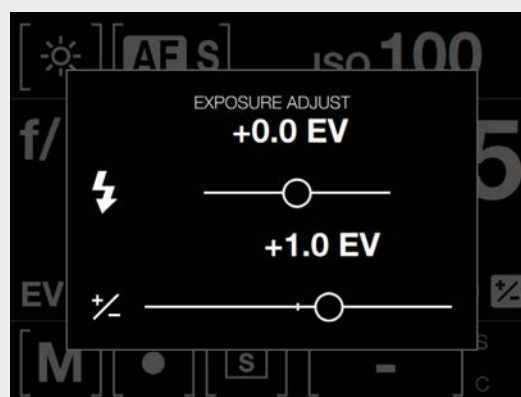 AF S
ISO 100
EXPOSURE ADJUST
+0.0 EV
f/
5
+1.0 EV
EV
+/-
+/-
M
S
-
S
C